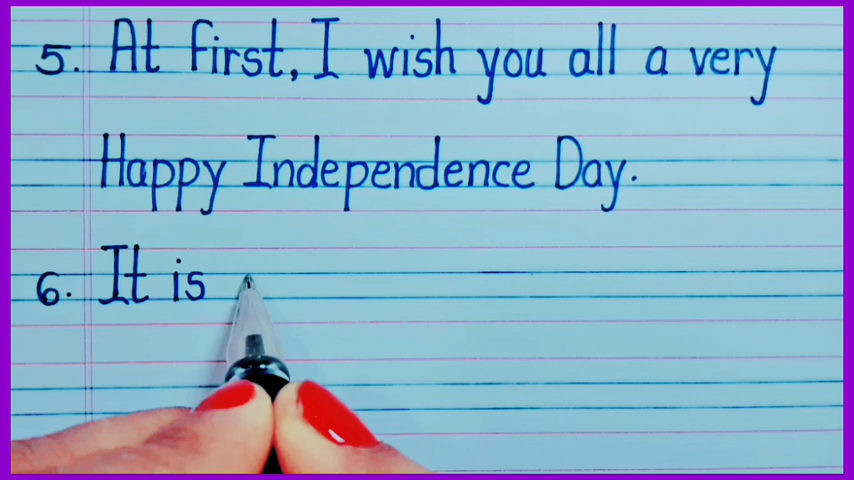 5. At first, I wish you all a very
Happy Independence Day.
6. It is